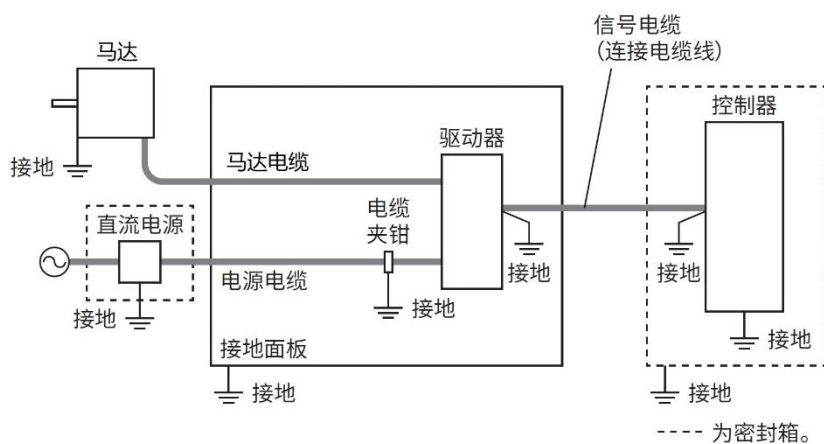 信号电缆
（连接电缆线）
马达
控制器
驱动器
接地
马达电缆
直流电源
电缆
夹钳
接地
接地
电源电缆
接地
接地
接地面板
接地
接地
接地
为密封箱。